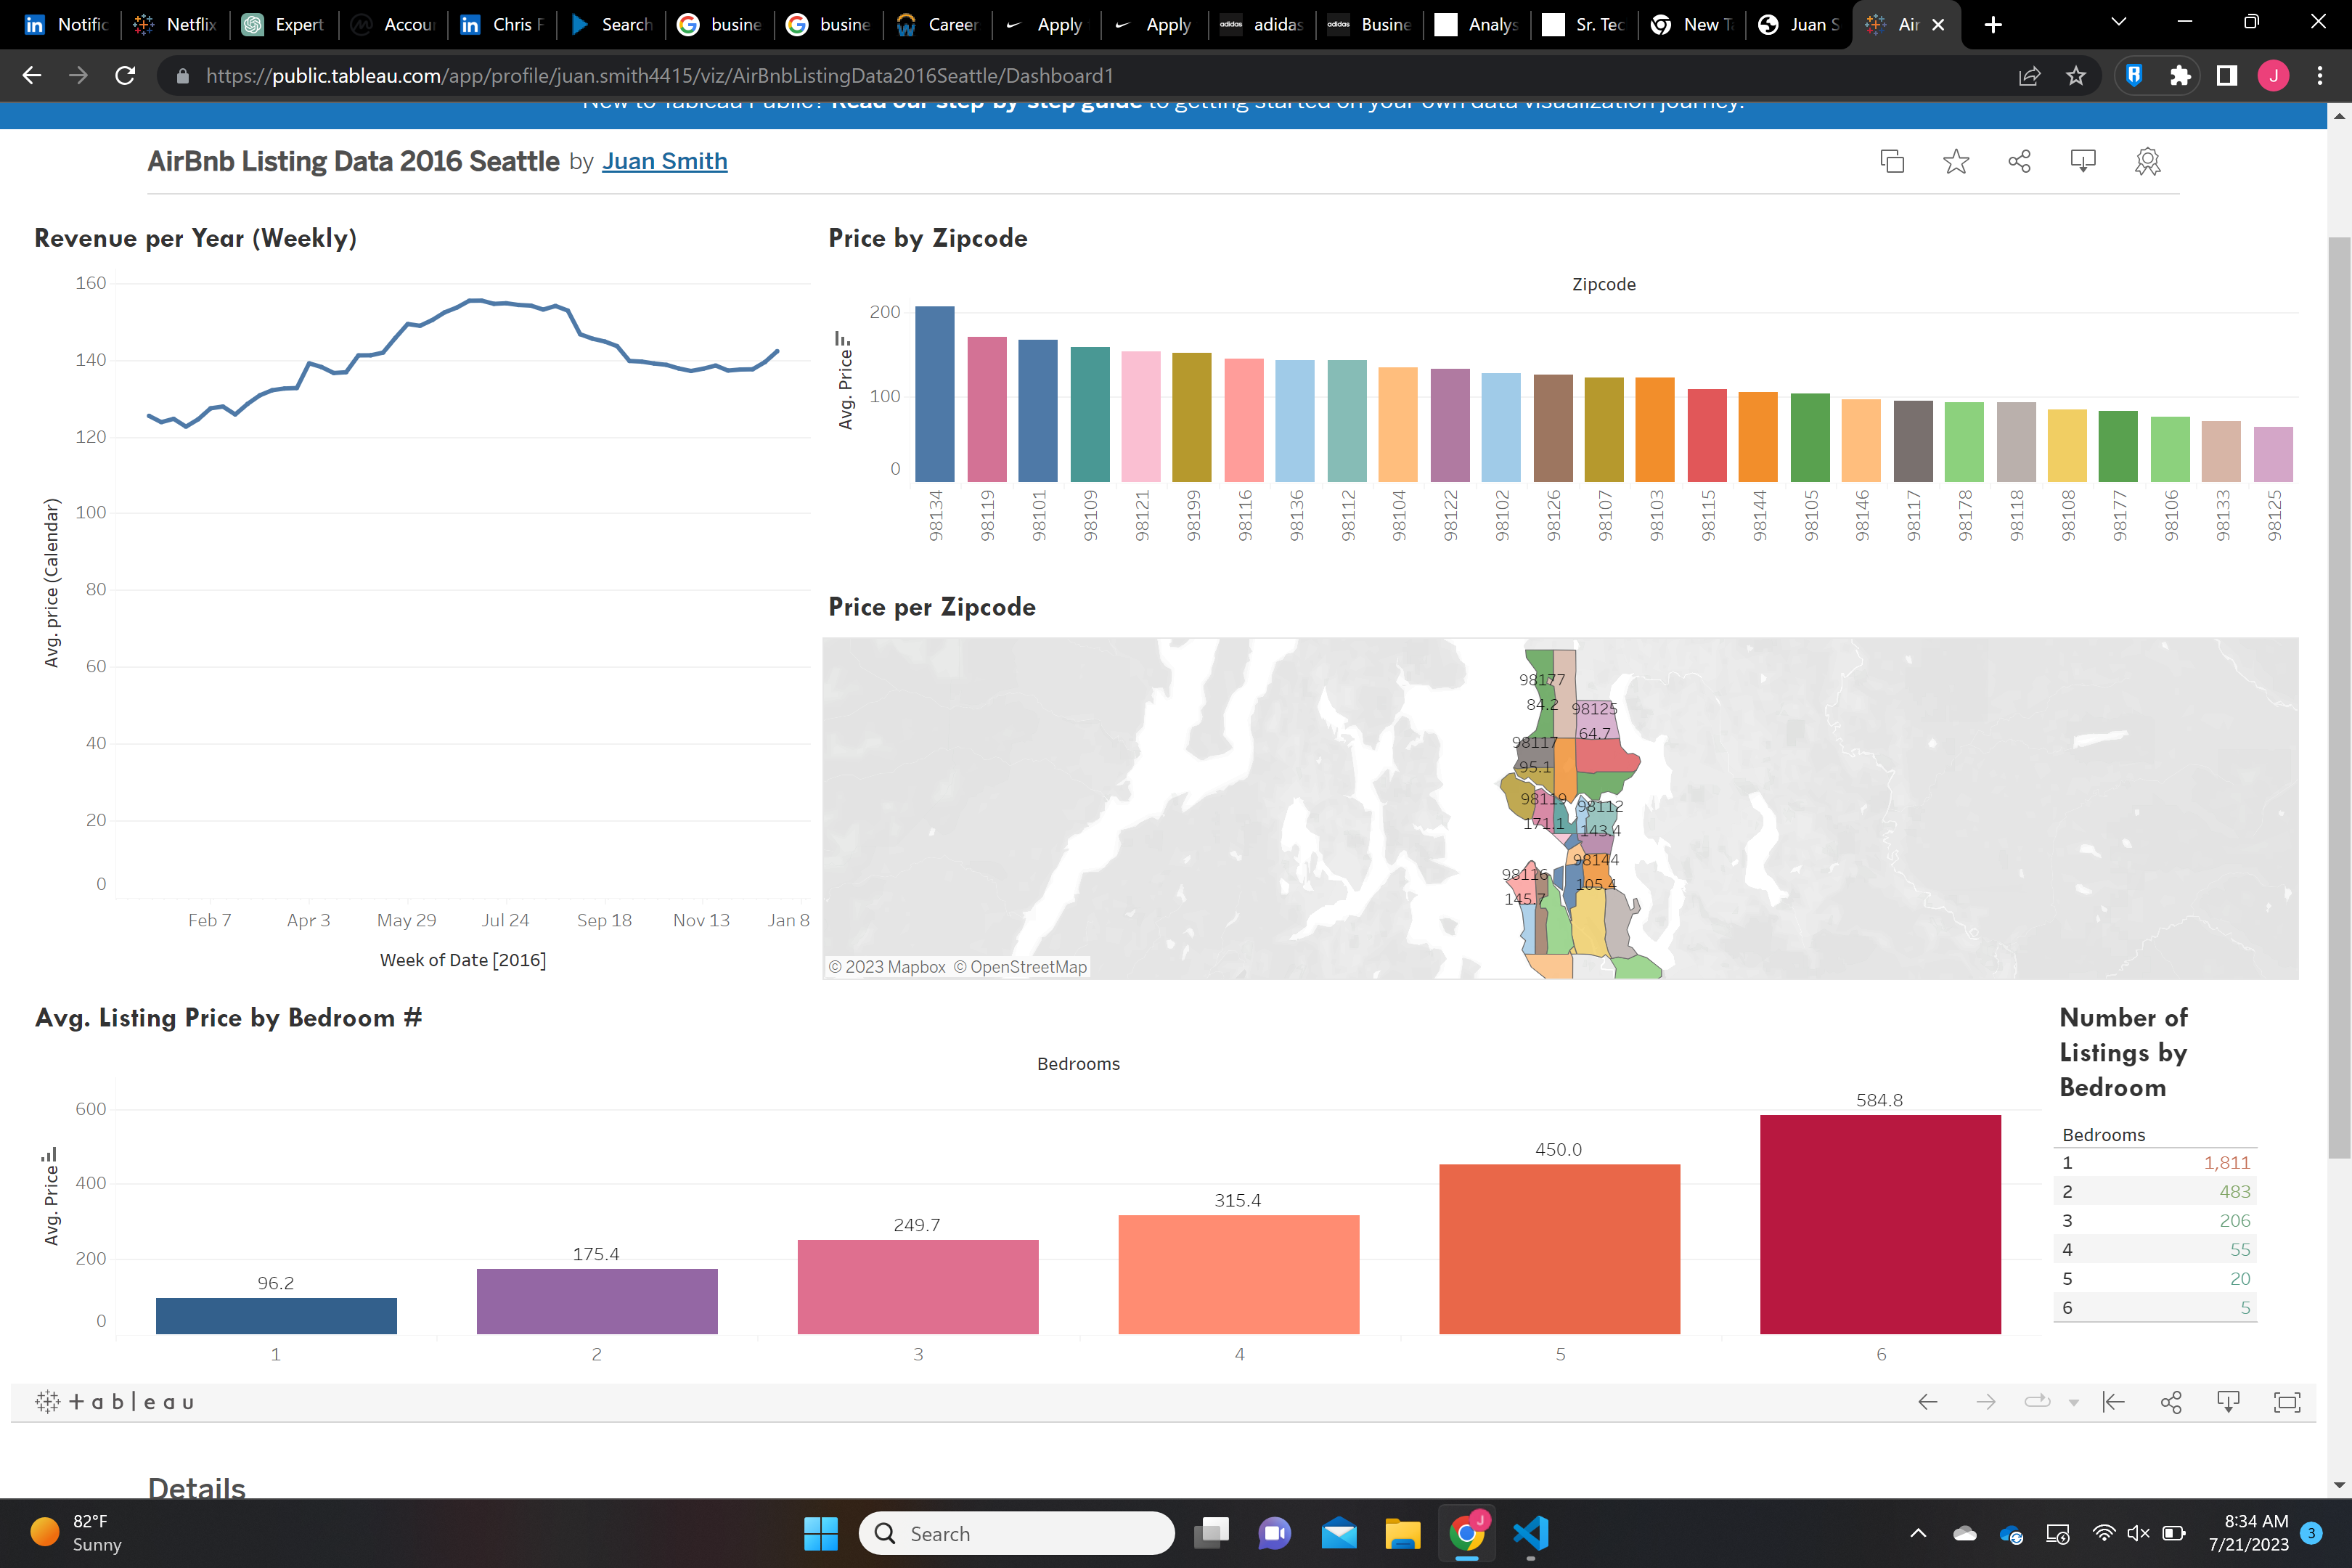 Notific
Netflix
Expert
Accou
Chris F
Search
busine
busine
Career
Apply
Apply
adidas
Busine
Analys
Sr. Tec
New Ta
Juan S
Air
https://public.tableau.com/app/profile/juan.smith4415/viz/AirBnbListingData2016Seattle/Dashboard1
J
New to Tableau Public? Read our step-by-step guide to getting started on your own data visualization journey.
AirBnb Listing Data 2016 Seattle by Juan Smith
Revenue per Year (Weekly)
160
140
120
100
80
60
40
20
0
Avg. price (Calendar)
Feb 7
Apr 3
May 29
Jul 24
Sep 18
Nov 13
Jan 8
Week of Date [2016]
Price by Zipcode
Zipcode
200
100
0
Avg. Price
98134
98119
98101
98109
98121
98199
98116
98136
98112
98104
98122
98102
98126
98107
98103
98115
98144
98105
98146
98117
98178
98118
98108
98177
98106
98133
98125
Price per Zipcode
98177
84.2
98125
64.7
98117
95.1
98119
171.1
98112
143.4
98144
105.4
98116
145.7
© 2023 Mapbox © OpenStreetMap
Avg. Listing Price by Bedroom #
Bedrooms
600
400
200
0
Avg. Price
96.2
175.4
249.7
315.4
450.0
584.8
1
2
3
4
5
6
Number of
Listings by
Bedroom
Bedrooms
1 1,811
2 483
3 206
4 55
5 20
6 5
+ a b l e a u
Details
82°F
Sunny
Search
J
8:34 AM
7/21/2023
3